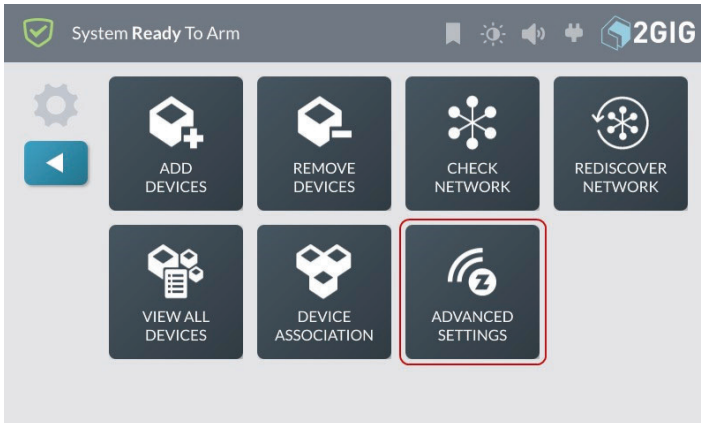 System Ready To Arm
2GIG
ADD
DEVICES
REMOVE
DEVICES
CHECK
NETWORK
REDISCOVER
NETWORK
VIEW ALL
DEVICES
DEVICE
ASSOCIATION
Z
ADVANCED
SETTINGS